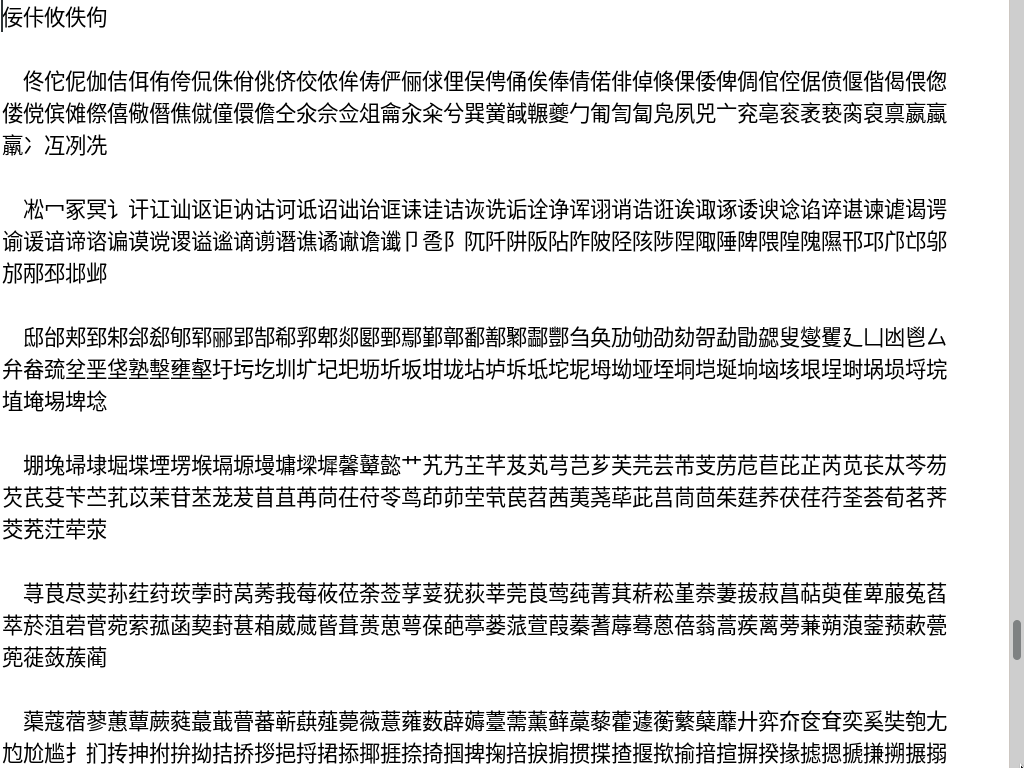 佞佧攸佚佝
佟佗伲伽佶佴侑侉侃侏佾佻侪佼侬侔俦俨俪俅俚俣俜俑俟俸倩偌俳倬倏倮倭俾倜倌倥倨偾偃偕偈偎偬
偻傥傧傩傺僖儆僭僬僦僮儇儋仝氽佘佥俎龠汆籴兮巽黉馘冁夔勹匍訇匐凫夙兕亠兖亳衮袤亵脔裒禀嬴蠃
羸冫冱冽冼
凇冖冢冥讠讦讧讪讴讵讷诂诃诋诏诎诒诓诔诖诘诙诜诟诠诤诨诩诮诰诳诶诹诼诿谀谂谄谇谌谏谑谒谔
谕谖谙谛谘谝谟谠谡谥谧谪谫谮谯谲谳谵谶卩卺阝阢阡阱阪阽阼陂陉陔陟陧陬陲陴隈隍隗隰邗邛邝邙邬
邡邴邳邶邺
邸邰郏郅邾郐郄郇郓郦郢郜郗郛郫郯郾鄄鄢鄞鄣鄱鄯鄹酃酆刍奂劢劬劭劾哿勐勖勰叟燮矍廴凵凼鬯厶
弁畚巯坌垩垡塾墼壅壑圩圬圪圳圹圮圯坜圻坂坩垅坫垆坼坻坨坭坶坳垭垤垌垲埏垧垴垓垠埕埘埚埙埒垸
埴埯埸埤埝
堋堍埽埭堀堞堙塄堠塥塬墁墉墚墀馨鼙懿艹艽艿芏芊芨芄芎芑芗芙芫芸芾芰苈苊苣芘芷芮苋苌苁芩芴
芡芪芟苄苎芤苡茉苷苤茏茇苜苴苒苘茌苻苓茑茚茆茔茕苠苕茜荑荛荜茈莒茼茴茱莛荞茯荏荇荃荟荀茗荠
茭茺茳荦荥
荨茛荩荬荪荭荮莰荸莳莴莠莪莓莜莅荼莶莩荽莸荻莘莞莨莺莼菁萁菥菘堇萘萋菝菽菖萜萸萑萆菔菟萏
萃菸菹菪菅菀萦菰菡葜葑葚葙葳蒇蒈葺蒉葸萼葆葩葶蒌蒎萱葭蓁蓍蓐蓦蒽蓓蓊蒿蒺蓠蒡蒹蒴蒗蓥蓣蔌甍
蔸蓰蔹蔟蔺
蕖蔻蓿蓼蕙蕈蕨蕤蕞蕺瞢蕃蕲蕻薤薨薇薏蕹薮薜薅薹薷薰藓藁藜藿蘧蘅蘩蘖蘼廾弈夼奁耷奕奚奘匏尢
尥尬尴扌扪抟抻拊拚拗拮挢拶挹捋捃掭揶捱捺掎掴捭掬掊捩掮掼揲揸揠揿揄揞揎摒揆掾摅摁搋搛搠搌搦